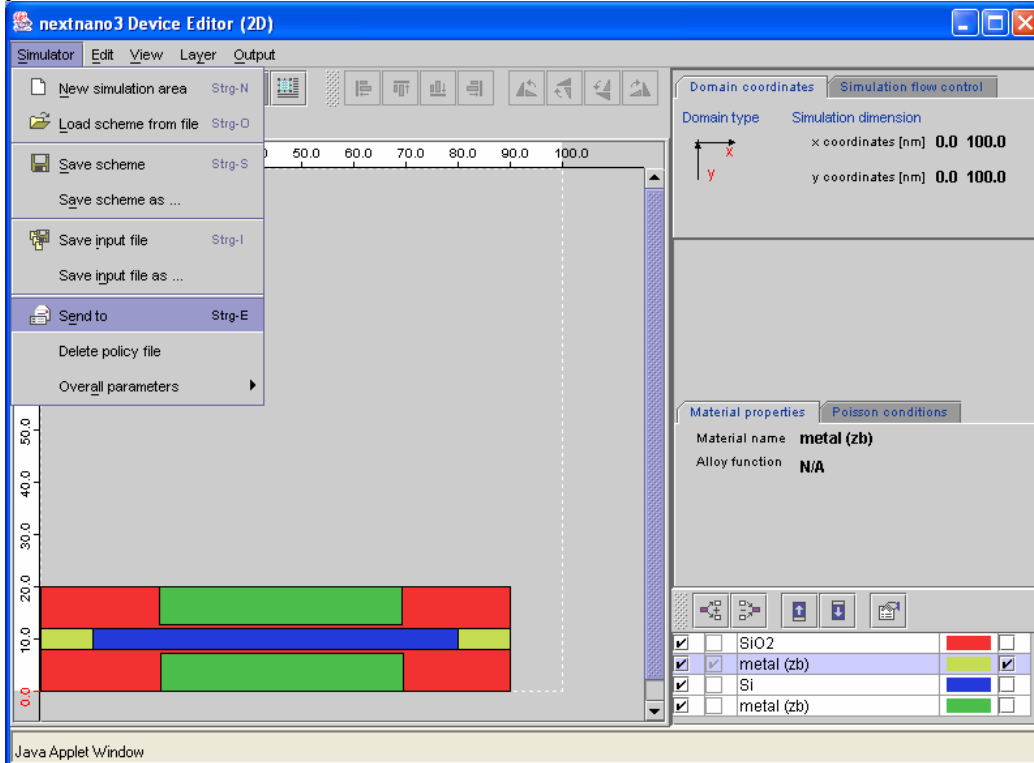 nextnano3 Device Editor (2D)
Simulator Edit View Layer Output
New simulation area Strg-N
Load scheme from file Strg-O
Save scheme Strg-S
Save scheme as ...
Save input file Strg-I
Save input file as ...
Send to Strg-E
Delete policy file
Overall parameters
50.0 60.0 70.0 80.0 90.0 100.0
50.0
40.0
30.0
20.0
10.0
0.0
Domain coordinates Simulation flow control
Domain type Simulation dimension
x
y
x coordinates [nm] 0.0 100.0
y coordinates [nm] 0.0 100.0
Material properties Poisson conditions
Material name metal (zb)
Alloy function N/A
SiO2
metal (zb)
Si
metal (zb)
Java Applet Window